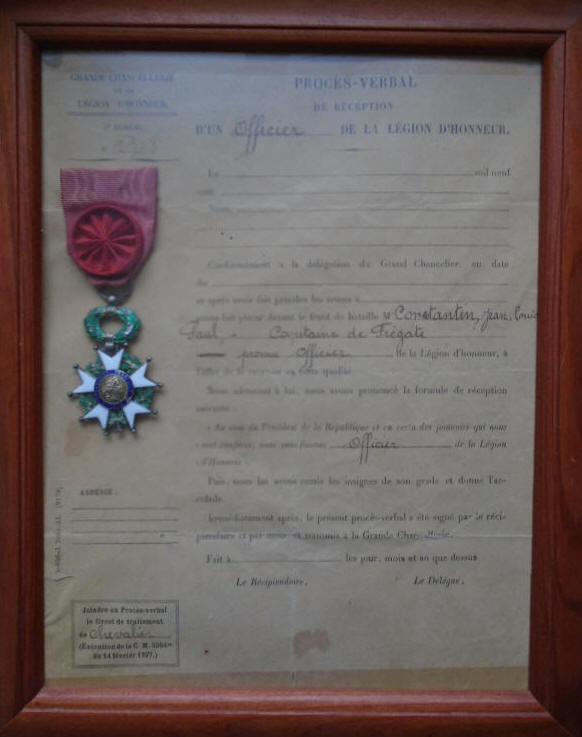 GRANDE CHANCELLERIE
DE LA
LÉGION D'HONNEUR.
PROCÈS-VERBAL
DE RÉCEPTION
D'UN Officier DE LA LÉGION D'HONNEUR.
Le mil neuf
cent
Nous,
Conformément à la délégation du Grand Chancelier, en date
du
et après avoir fait prendre les armes à
avons fait placer devant le front de bataille M. Constantin, Jean, Louis
Paul, Capitaine de Frégate
promu Officier de la Légion d'honneur, à
l'effet de le recevoir en cette qualité.
Nous adressant à lui, nous avons prononcé la formule de réception
suivante :
« Au nom du Président de la République et en vertu des pouvoirs qui nous
sont conférés, nous vous faisons Officier de la Légion
d'Honneur »
Puis, nous lui avons remis les insignes de son grade et donné l'ac-
colade.
Immédiatement après, le présent procès-verbal a été signé par le réci-
piendaire et par nous et transmis à la Grande Chancellerie.
Fait à les jour, mois et an que dessus
Le Récipiendaire, Le Délégué,
ADRESSE :
Joindre au Procès-verbal
le livret de traitement
de Chevalier
(Exécution de la C. M.
du 14 février 1927.)